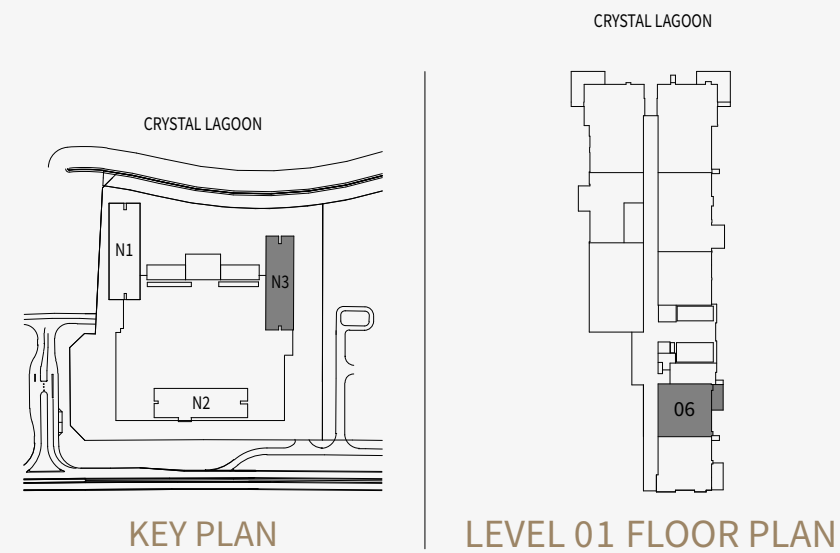 CRYSTAL LAGOON
N1
N3
N2
KEY PLAN
CRYSTAL LAGOON
06
LEVEL 01 FLOOR PLAN